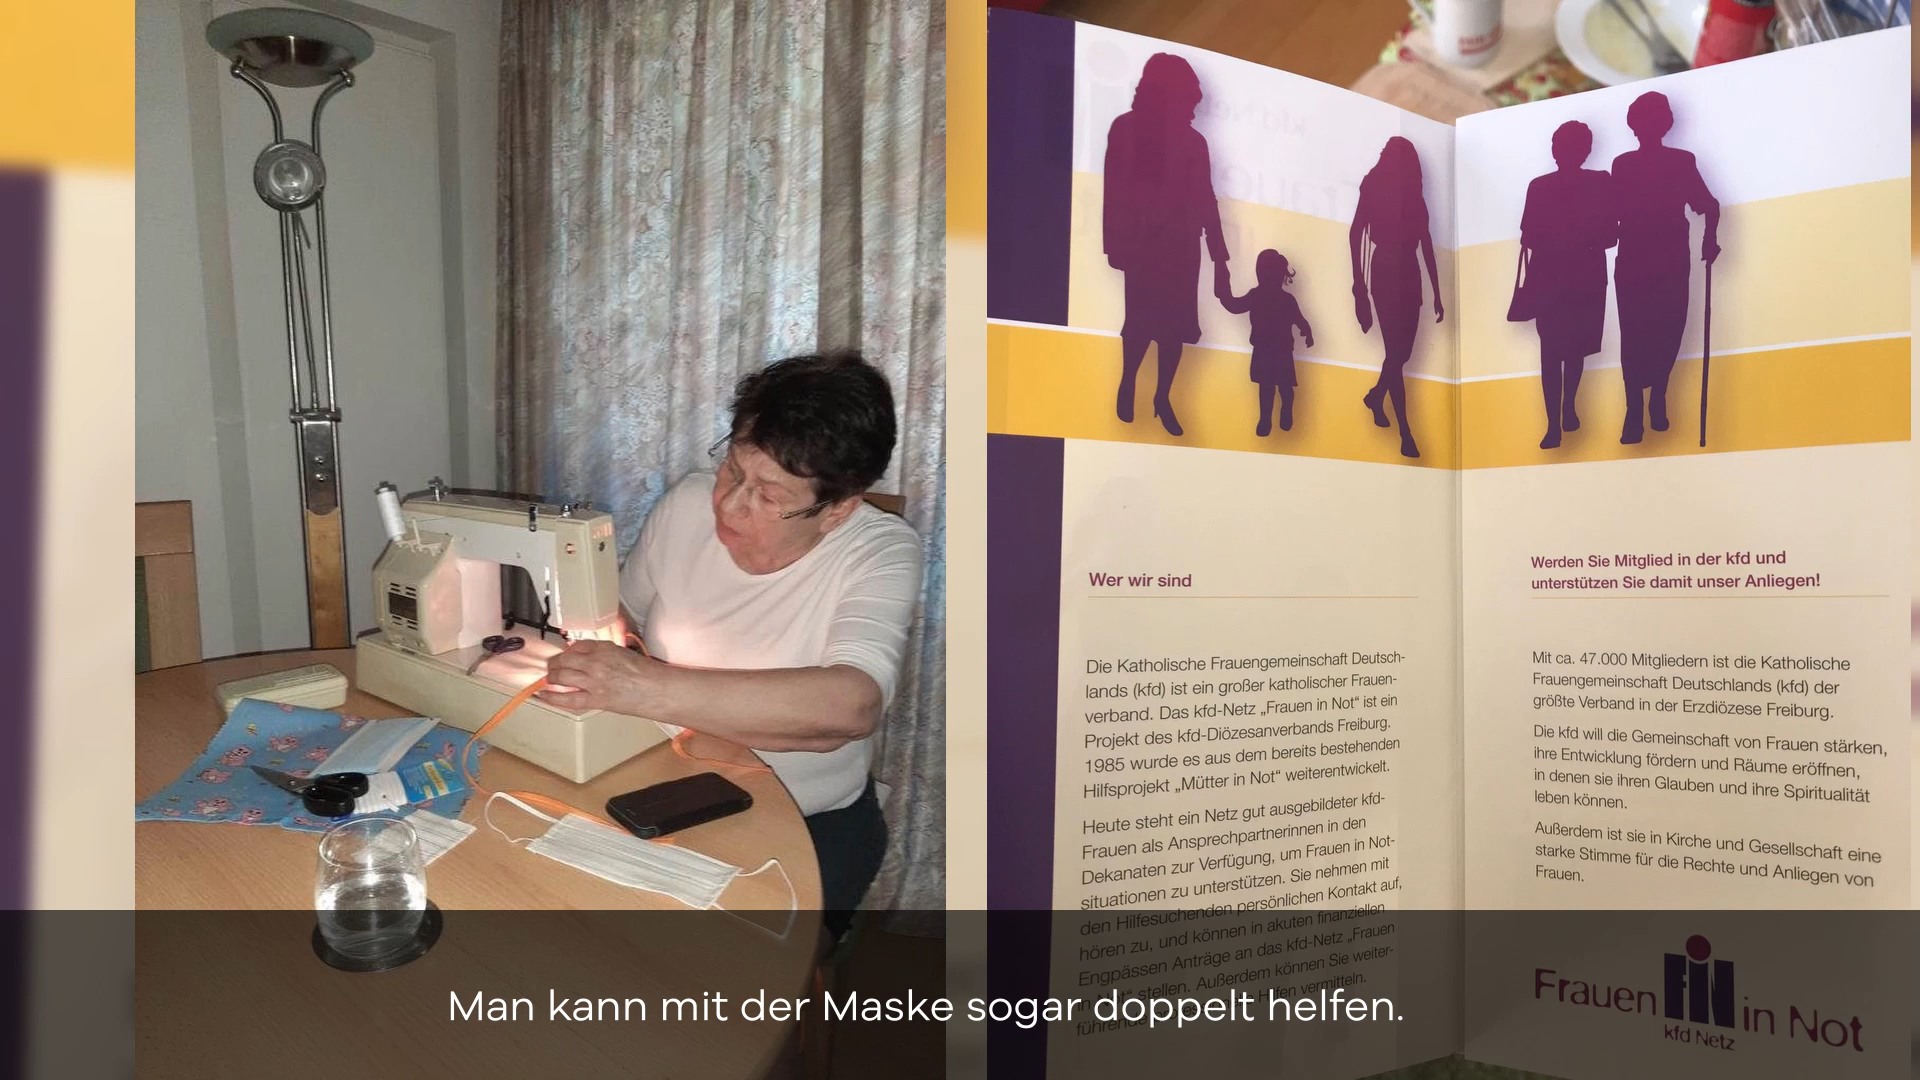 Wer wir sind
Die Katholische Frauengemeinschaft Deutsch-
lands (kfd) ist ein großer katholischer Frauen-
verband. Das kfd-Netz „Frauen in Not“ ist ein
Projekt des kfd-Diözesanverbands Freiburg.
1985 wurde es aus dem bereits bestehenden
Hilfsprojekt „Mütter in Not“ weiterentwickelt.
Heute steht ein Netz gut ausgebildeter kfd-
Frauen als Ansprechpartnerinnen in den
Dekanaten zur Verfügung, um Frauen in Not-
situationen zu unterstützen. Sie nehmen mit
den Hilfesuchenden persönlichen Kontakt auf,
hören zu, und können in akuten finanziellen
Engpässen Anträge an das kfd-Netz „Frauen
in Not“ stellen. Außerdem können Sie weiter-
führende Hilfen vermitteln.
Werden Sie Mitglied in der kfd und
unterstützen Sie damit unser Anliegen!
Mit ca. 47.000 Mitgliedern ist die Katholische
Frauengemeinschaft Deutschlands (kfd) der
größte Verband in der Erzdiözese Freiburg.
Die kfd will die Gemeinschaft von Frauen stärken,
ihre Entwicklung fördern und Räume eröffnen,
in denen sie ihren Glauben und ihre Spiritualität
leben können.
Außerdem ist sie in Kirche und Gesellschaft eine
starke Stimme für die Rechte und Anliegen von
Frauen.
Frauen FiN in Not
kfd Netz
Man kann mit der Maske sogar doppelt helfen.